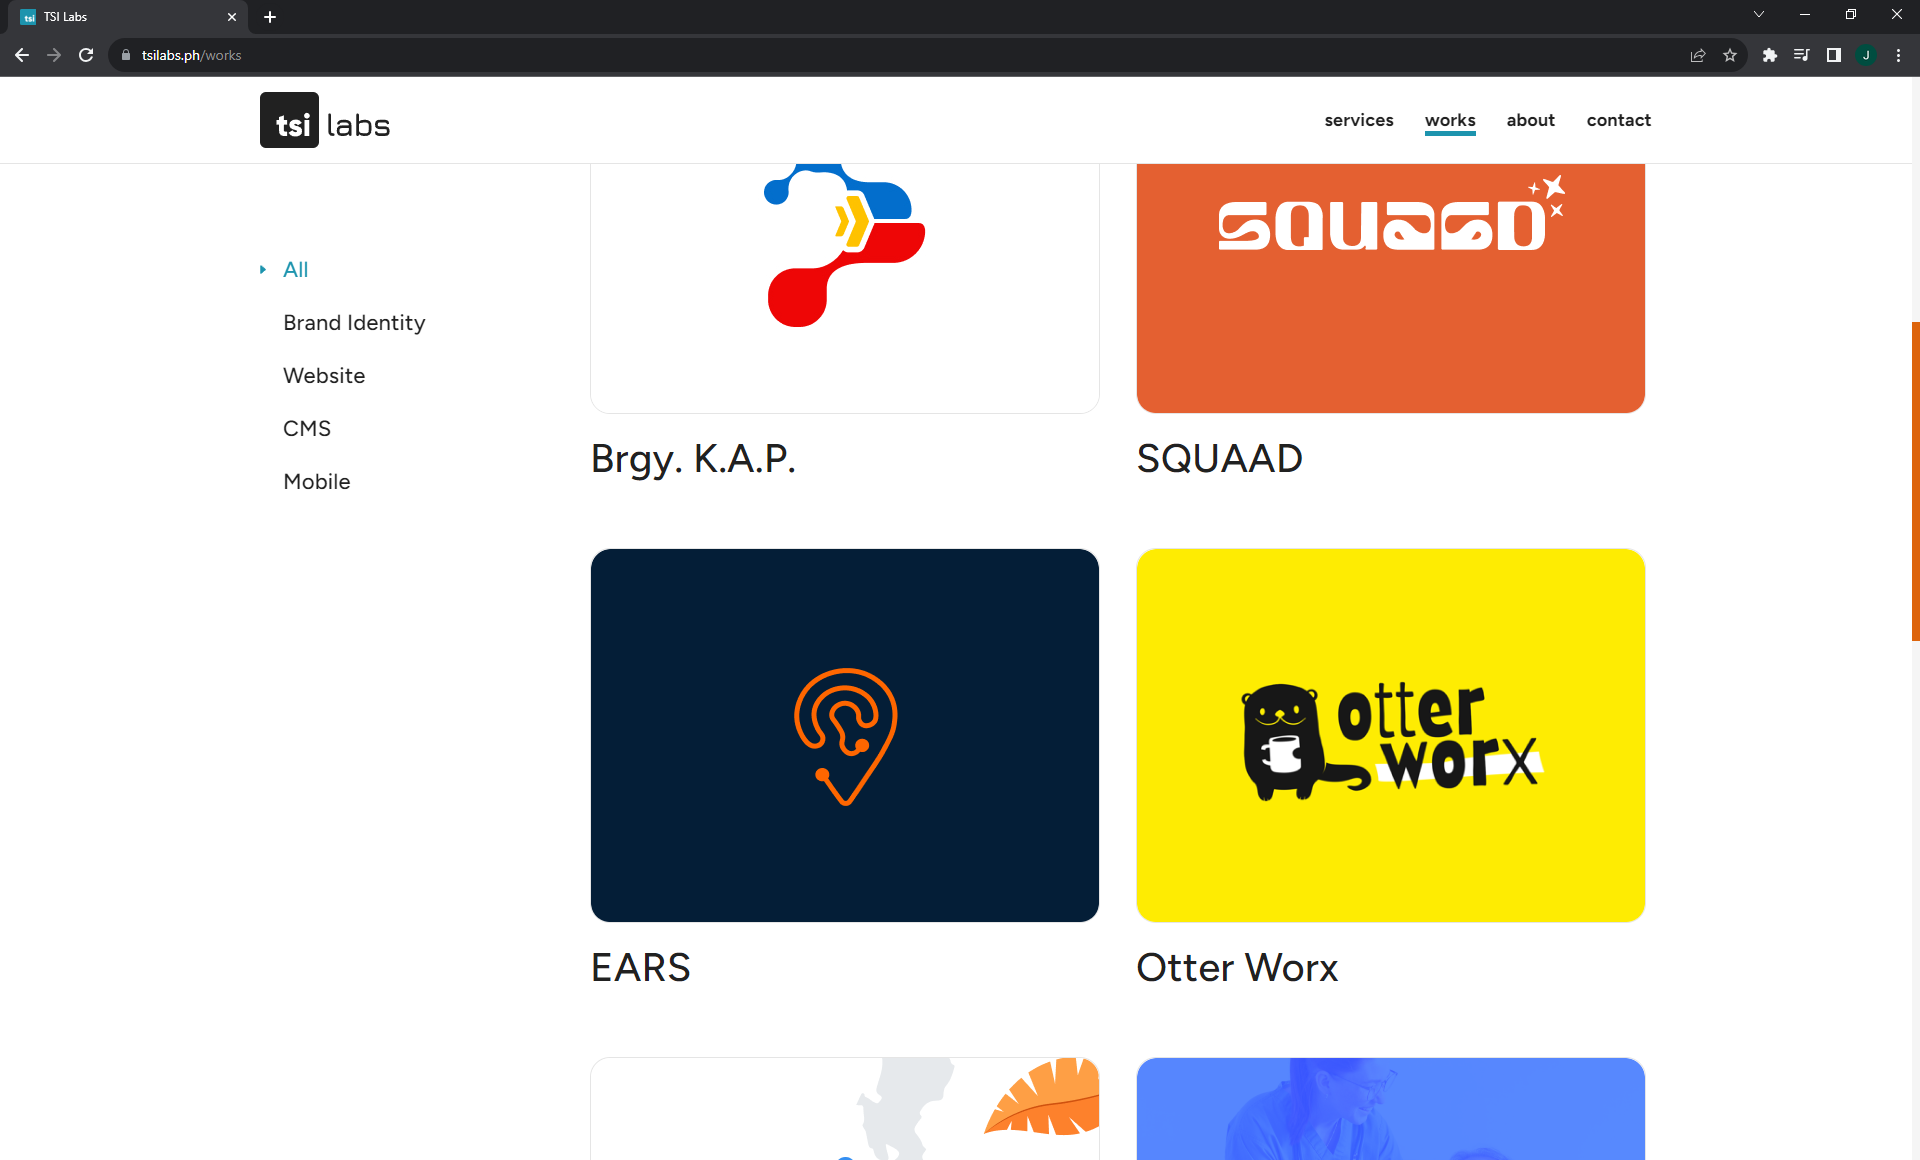 TSI Labs
tsilabs.ph/works
J
tsi labs
services
works
about
contact
All
Brand Identity
Website
CMS
Mobile
SQUAAD
Brgy. K.A.P.
SQUAAD
otter
worx
EARS
Otter Worx